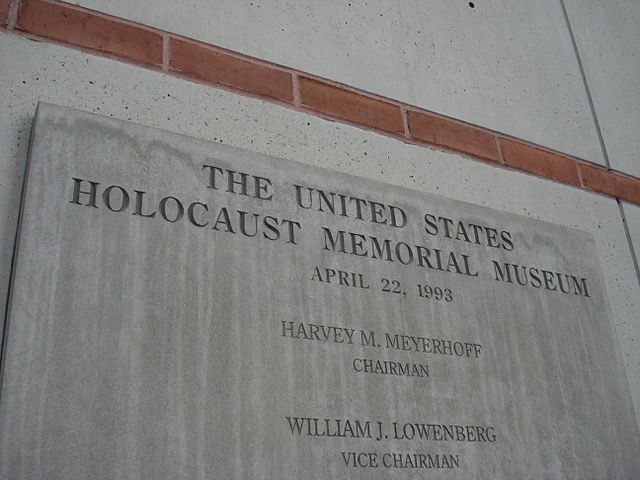 THE UNITED STATES
HOLOCAUST MEMORIAL MUSEUM
APRIL 22, 1993
HARVEY M. MEYERHOFF
CHAIRMAN
WILLIAM J. LOWENBERG
VICE CHAIRMAN